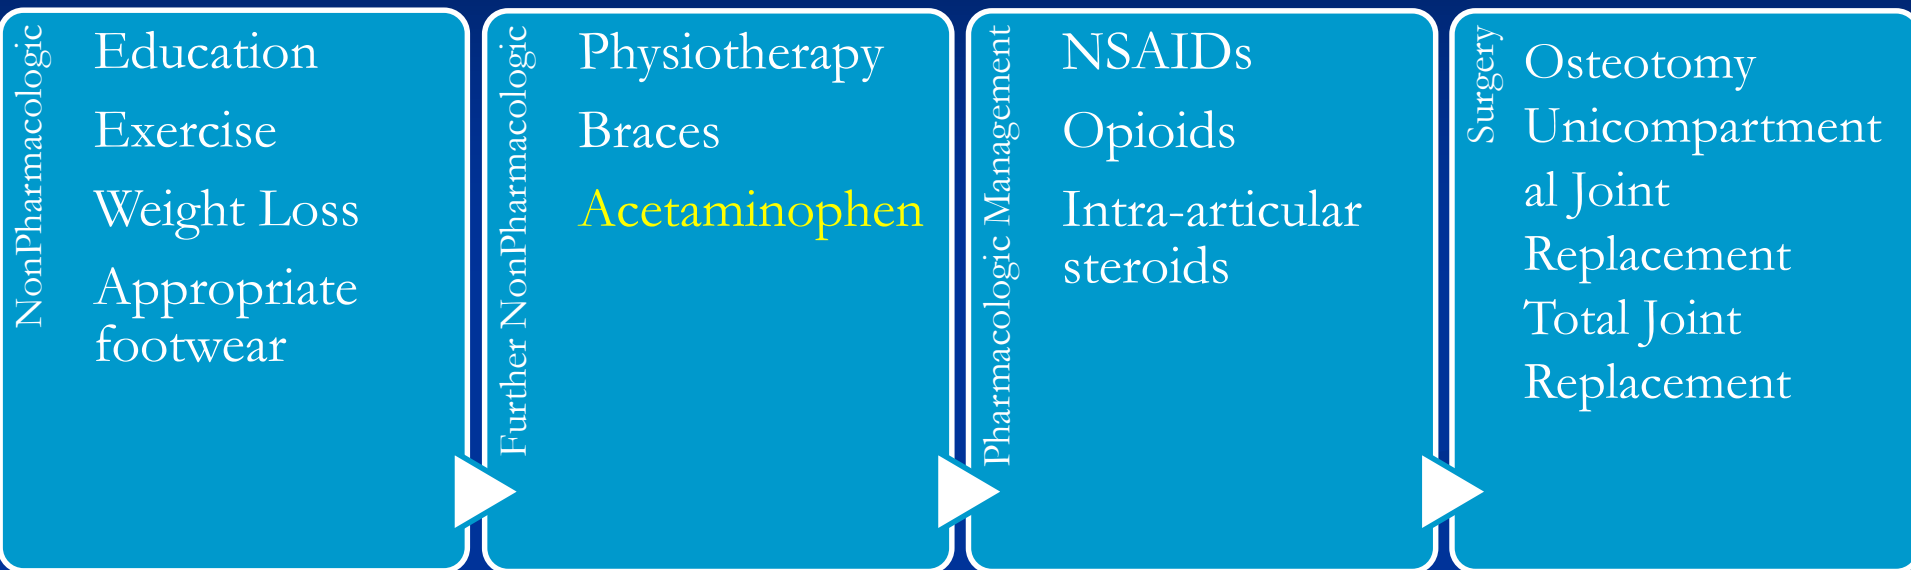 NonPharmacologic
Education
Exercise
Weight Loss
Appropriate
footwear
Further NonPharmacologic
Physiotherapy
Braces
Acetaminophen
Pharmacologic Management
NSAIDs
Opioids
Intra-articular
steroids
Surgery
Osteotomy
Unicompartment
al Joint
Replacement
Total Joint
Replacement